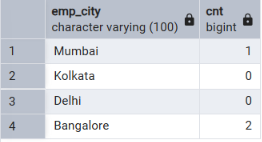 emp_city cnt
character varying (100) bigint
1 Mumbai 1
2 Kolkata 0
3 Delhi 0
4 Bangalore 2